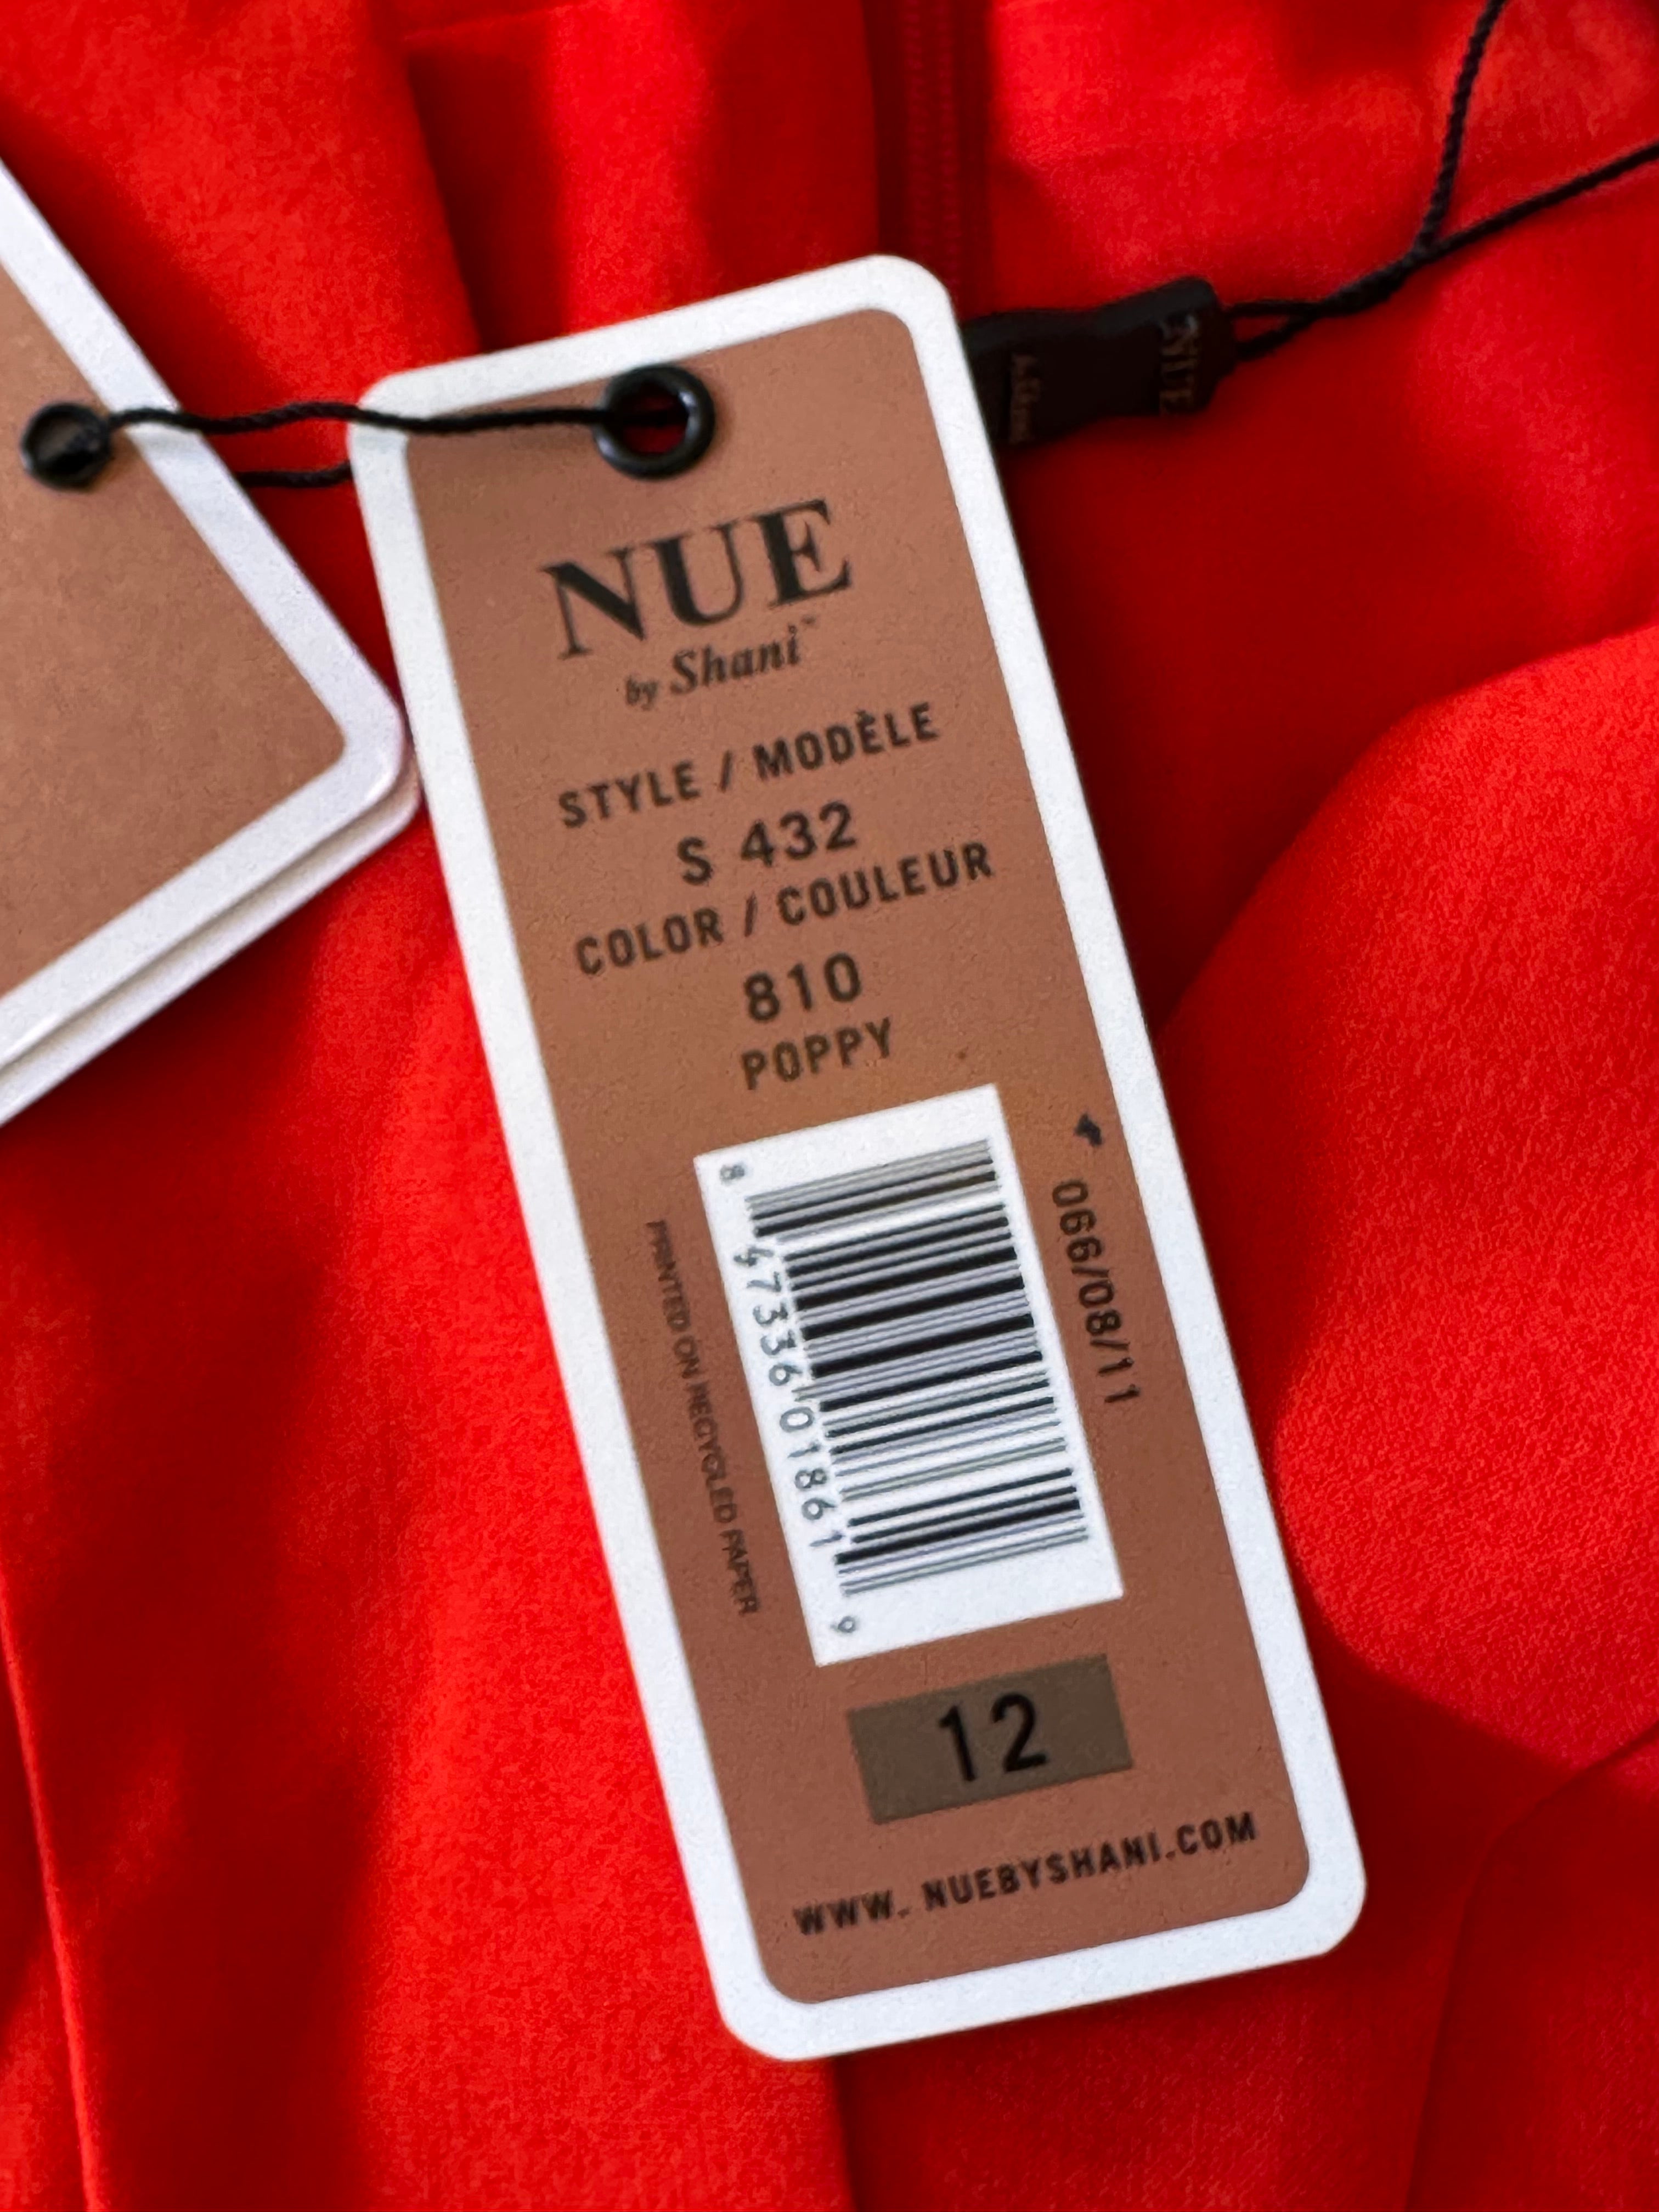 NUE
by Shani™
STYLE / MODÈLE
S 432
COLOR / COULEUR
810
POPPY
066/08/11
8 47336 01861 9
PRINTED ON RECYCLED PAPER
12
WWW. NUEBYSHANI.COM
NUE